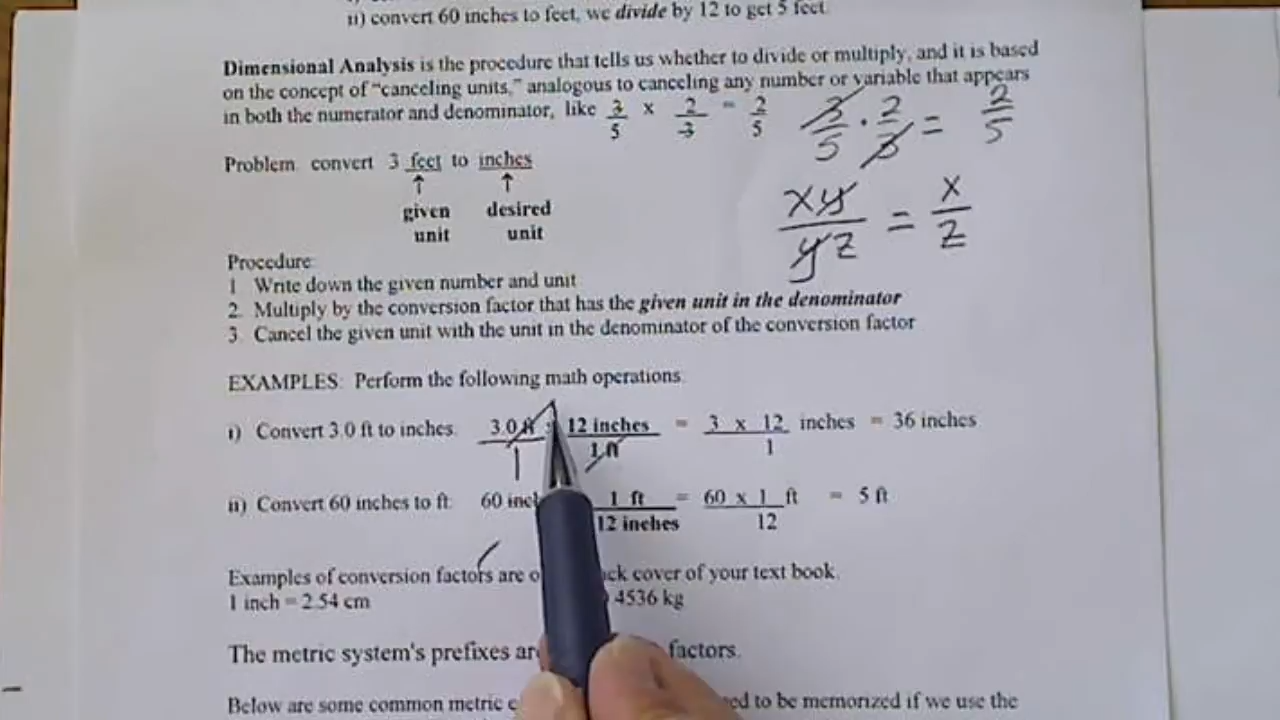 ii) convert 60 inches to feet, we divide by 12 to get 5 feet.
Dimensional Analysis is the procedure that tells us whether to divide or multiply, and it is based
on the concept of "canceling units," analogous to canceling any number or variable that appears
in both the numerator and denominator, like 3/5 x 2/3 = 2/5
3/5 · 2/3 = 2/5
Problem convert 3 feet to inches
↑ ↑
given desired
unit unit
xy/yz = x/z
Procedure
1 Write down the given number and unit
2. Multiply by the conversion factor that has the given unit in the denominator
3. Cancel the given unit with the unit in the denominator of the conversion factor
EXAMPLES: Perform the following math operations.
i) Convert 3.0 ft to inches. 3.0 ft/1 12 inches/1 ft = 3 x 12/1 inches = 36 inches
ii) Convert 60 inches to ft. 60 1 ft/12 inches = 60 x 1 ft/12 = 5 ft
Examples of conversion factors are cover of your text book.
1 inch = 2.54 cm 4536 kg
The metric system's prefixes factors.
Below are some common metric to be memorized if we use the